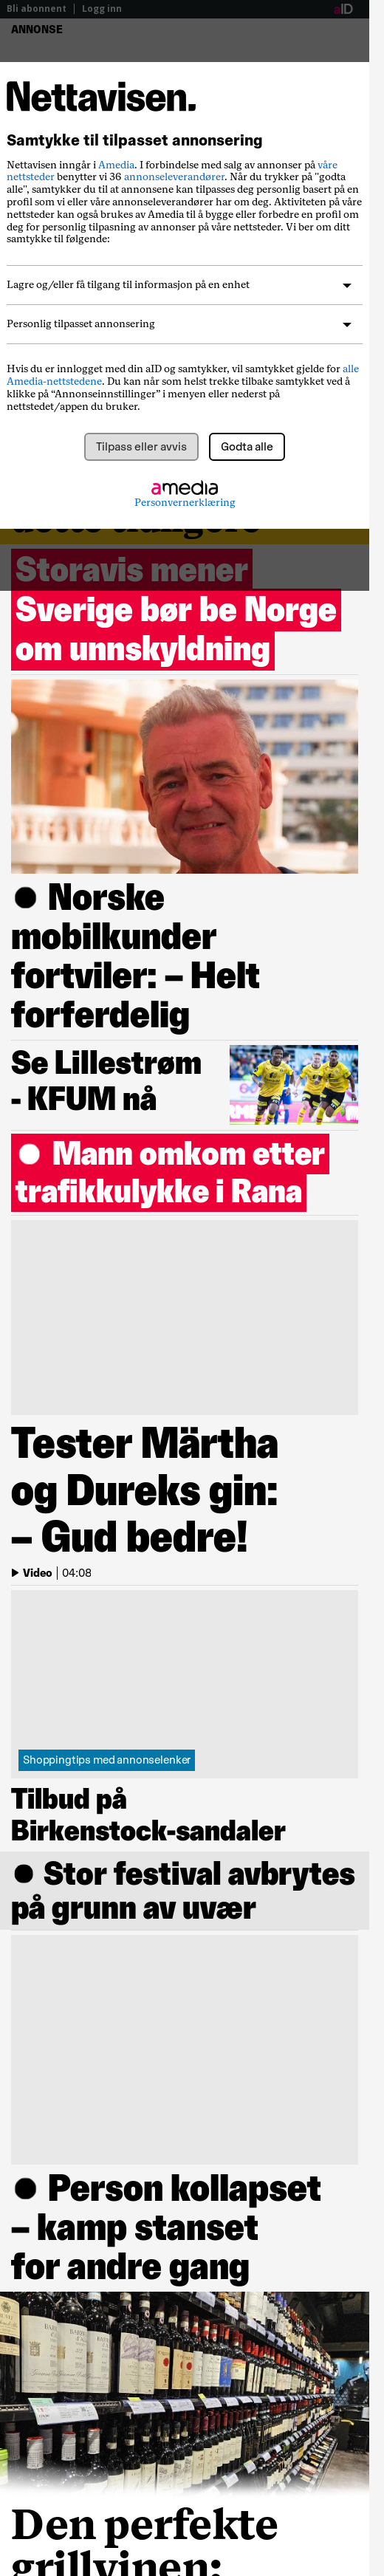 Bli abonnent | Logg inn
aID
ANNONSE
Nettavisen.
Samtykke til tilpasset annonsering
Nettavisen inngår i Amedia. I forbindelse med salg av annonser på våre
nettsteder benytter vi 36 annonseleverandører. Når du trykker på "godta
alle", samtykker du til at annonsene kan tilpasses deg personlig basert på en
profil som vi eller våre annonseleverandører har om deg. Aktiviteten på våre
nettsteder kan også brukes av Amedia til å bygge eller forbedre en profil om
deg for personlig tilpasning av annonser på våre nettsteder. Vi ber om ditt
samtykke til følgende:
Lagre og/eller få tilgang til informasjon på en enhet
Personlig tilpasset annonsering
Hvis du er innlogget med din aID og samtykker, vil samtykket gjelde for alle
Amedia-nettstedene. Du kan når som helst trekke tilbake samtykket ved å
klikke på “Annonseinnstillinger” i menyen eller nederst på
nettstedet/appen du bruker.
Tilpass eller avvis
Godta alle
amedia
Personvernerklæring
Storavis mener
Sverige bør be Norge
om unnskyldning
Norske
mobilkunder
fortviler: – Helt
forferdelig
Se Lillestrøm
- KFUM nå
Mann omkom etter
trafikkulykke i Rana
Tester Märtha
og Dureks gin:
– Gud bedre!
Video | 04:08
Shoppingtips med annonselenker
Tilbud på
Birkenstock-sandaler
Stor festival avbrytes
på grunn av uvær
Person kollapset
– kamp stanset
for andre gang
Den perfekte
grillvinen: